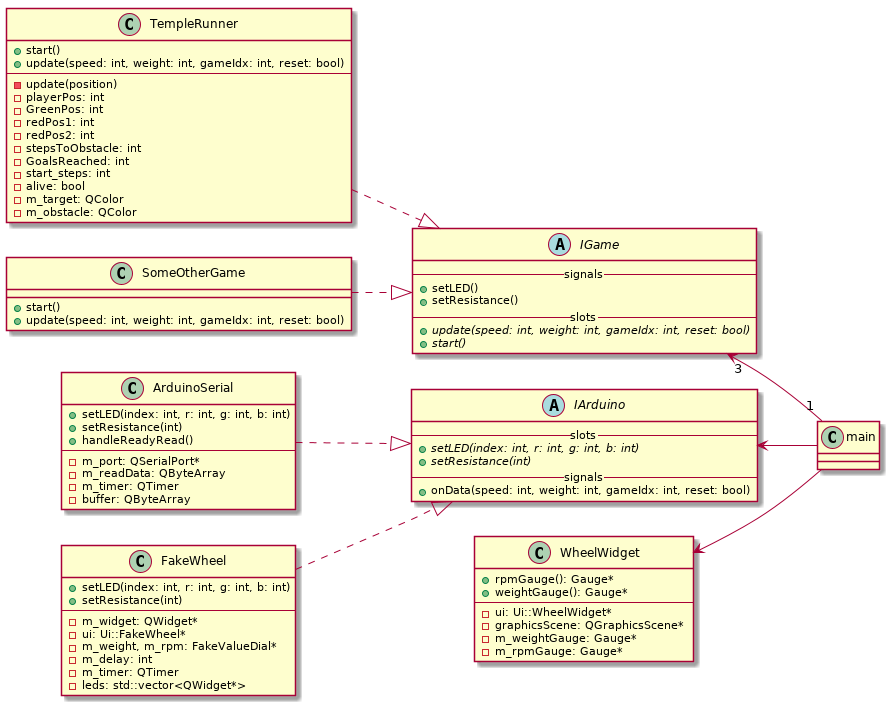 C TempleRunner
start()
update(speed: int, weight: int, gameIdx: int, reset: bool)
update(position)
playerPos: int
GreenPos: int
redPos1: int
redPos2: int
stepsToObstacle: int
GoalsReached: int
start_steps: int
alive: bool
m_target: QColor
m_obstacle: QColor
C SomeOtherGame
start()
update(speed: int, weight: int, gameIdx: int, reset: bool)
C ArduinoSerial
setLED(index: int, r: int, g: int, b: int)
setResistance(int)
handleReadyRead()
m_port: QSerialPort*
m_readData: QByteArray
m_timer: QTimer
buffer: QByteArray
C FakeWheel
setLED(index: int, r: int, g: int, b: int)
setResistance(int)
m_widget: QWidget*
ui: Ui::FakeWheel*
m_weight, m_rpm: FakeValueDial*
m_delay: int
m_timer: QTimer
leds: std::vector<QWidget*>
A IGame
signals
setLED()
setResistance()
slots
update(speed: int, weight: int, gameIdx: int, reset: bool)
start()
3
1
A IArduino
slots
setLED(index: int, r: int, g: int, b: int)
setResistance(int)
signals
onData(speed: int, weight: int, gameIdx: int, reset: bool)
C WheelWidget
rpmGauge(): Gauge*
weightGauge(): Gauge*
ui: Ui::WheelWidget*
graphicsScene: QGraphicsScene*
m_weightGauge: Gauge*
m_rpmGauge: Gauge*
C main